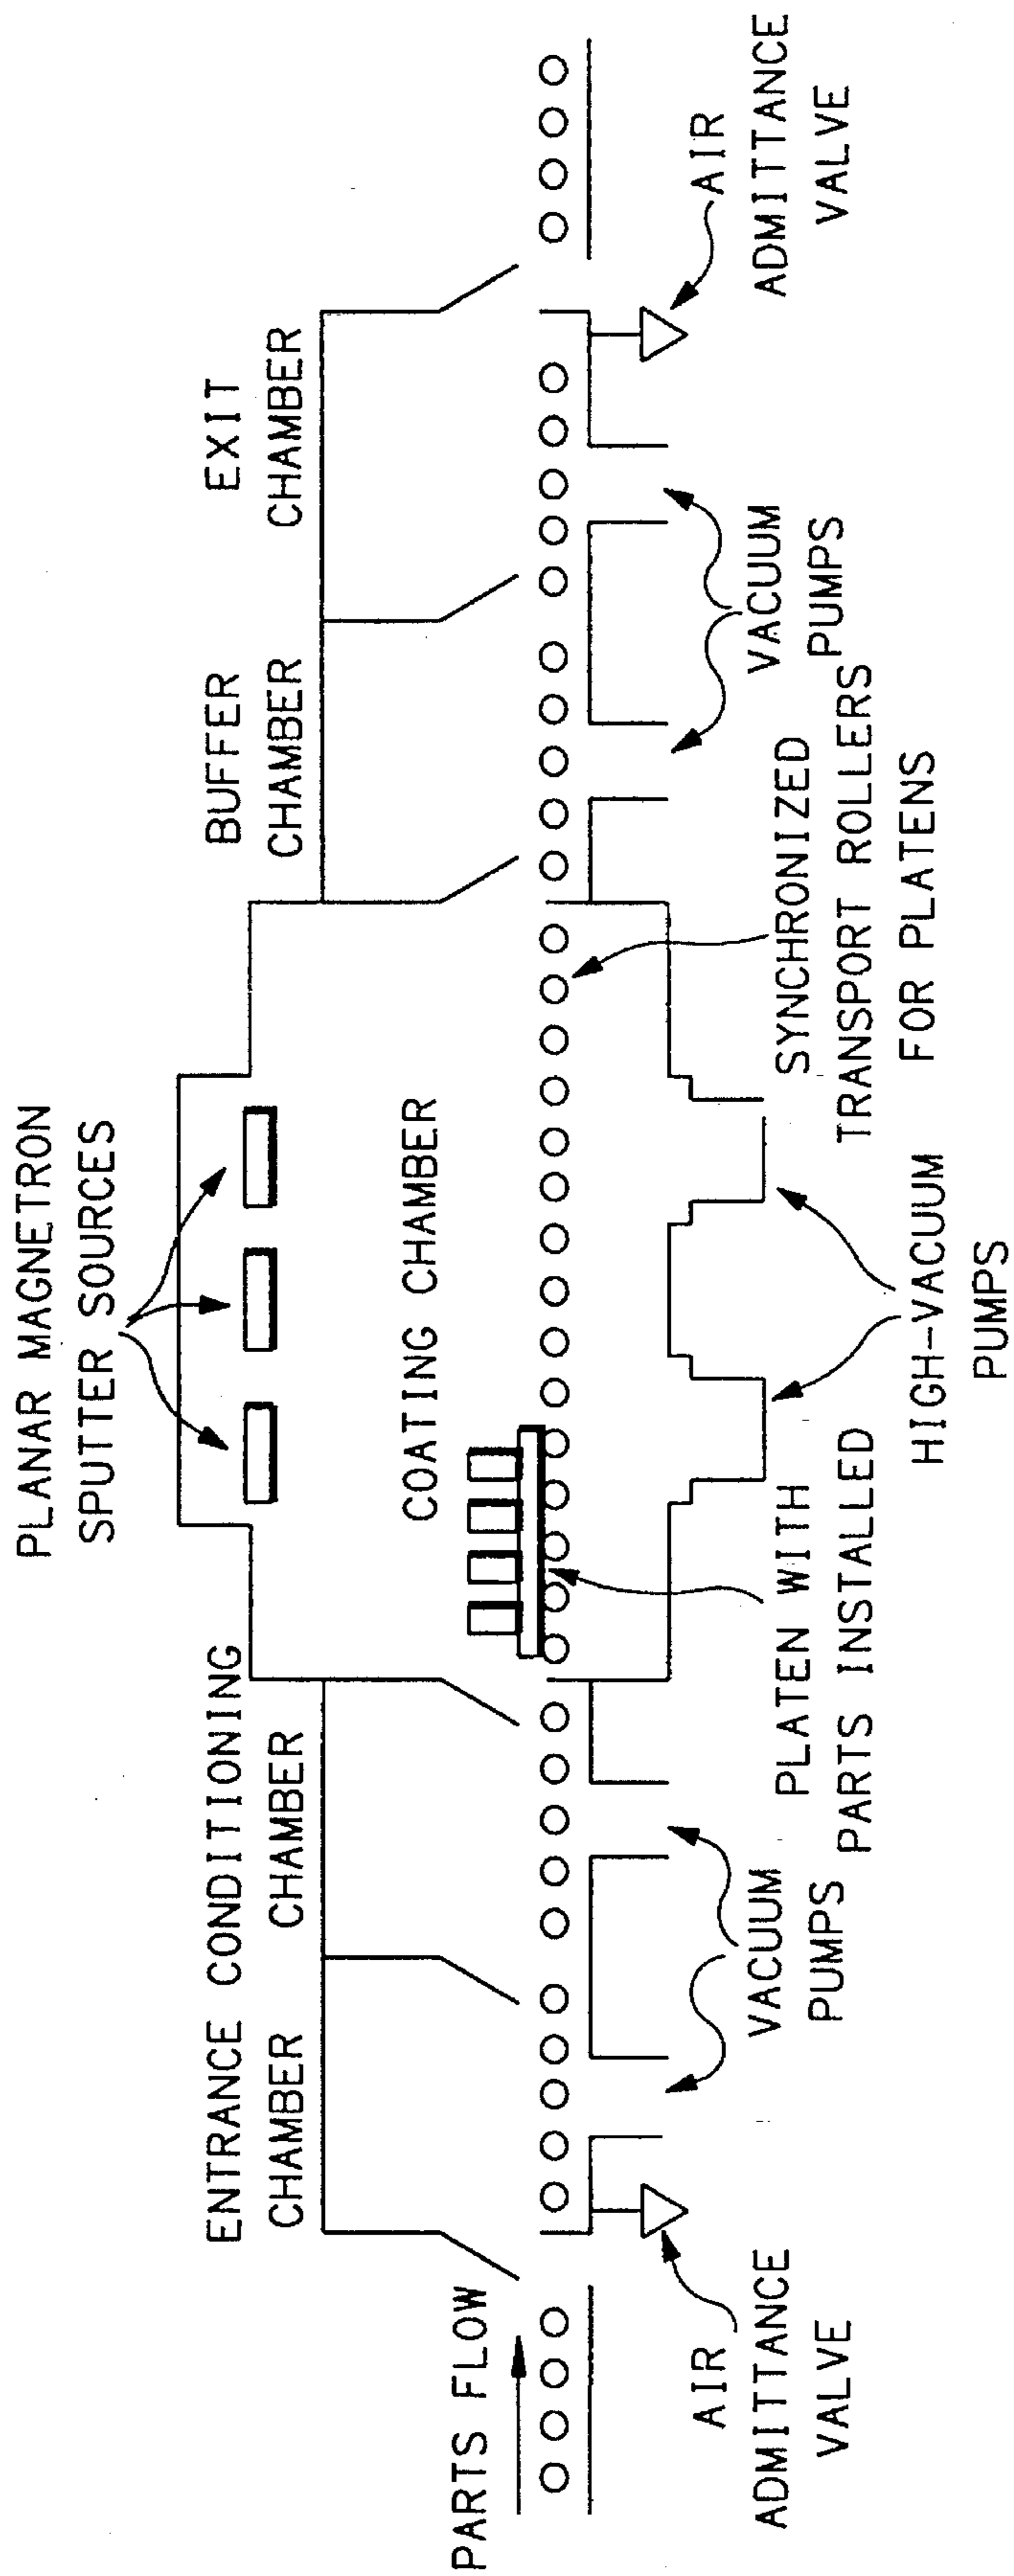 PLANAR MAGNETRON
SPUTTER SOURCES
ENTRANCE
CHAMBER
CONDITIONING
CHAMBER
BUFFER
CHAMBER
EXIT
CHAMBER
COATING CHAMBER
PARTS FLOW
AIR
ADMITTANCE
VALVE
VACUUM
PUMPS
PLATEN WITH
PARTS INSTALLED
HIGH-VACUUM
PUMPS
SYNCHRONIZED
TRANSPORT ROLLERS
FOR PLATENS
VACUUM
PUMPS
AIR
ADMITTANCE
VALVE